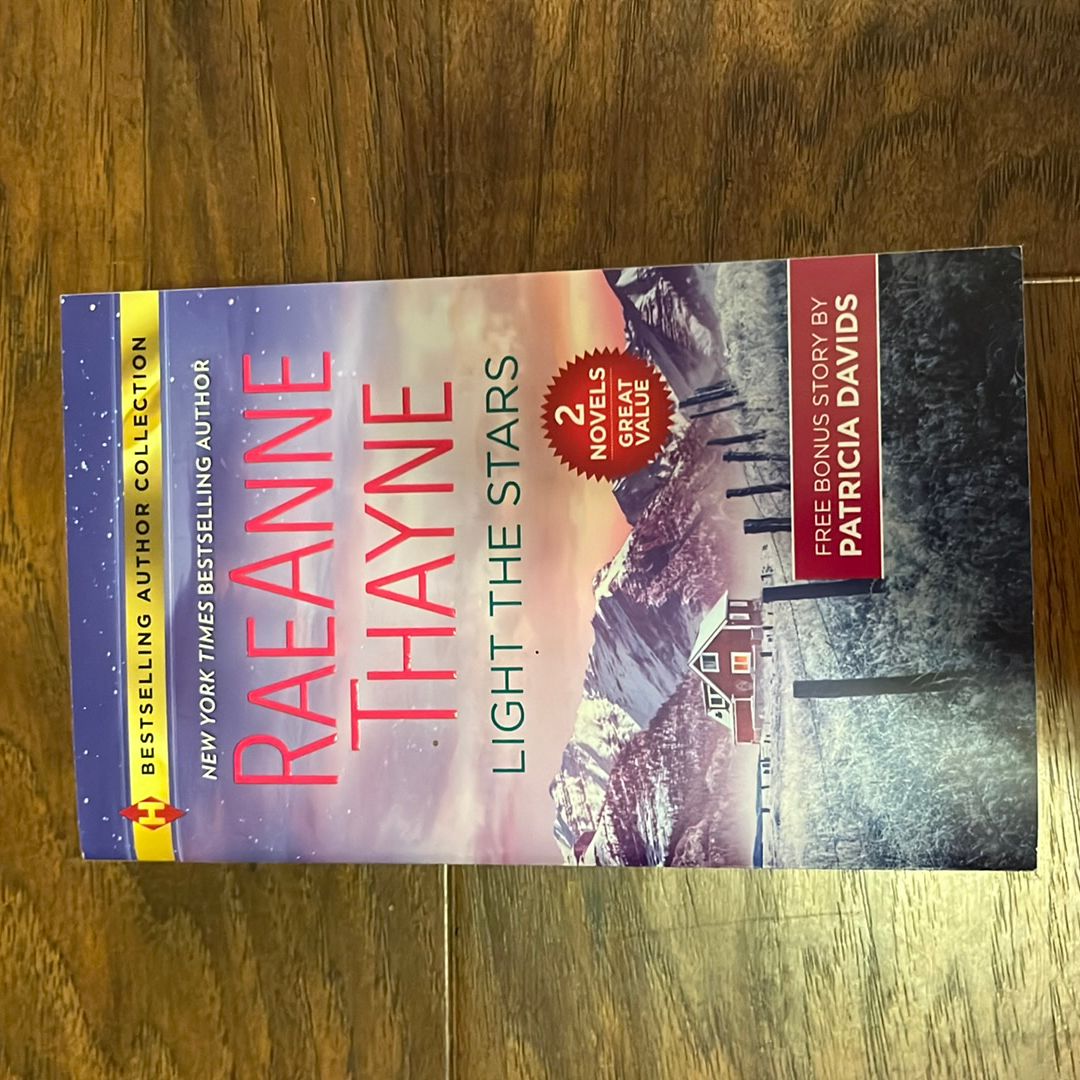 H
BESTSELLING AUTHOR COLLECTION
NEW YORK TIMES BESTSELLING AUTHOR
RAEANNE
THAYNE
LIGHT THE STARS
2
NOVELS
GREAT
VALUE
FREE BONUS STORY BY
PATRICIA DAVIDS